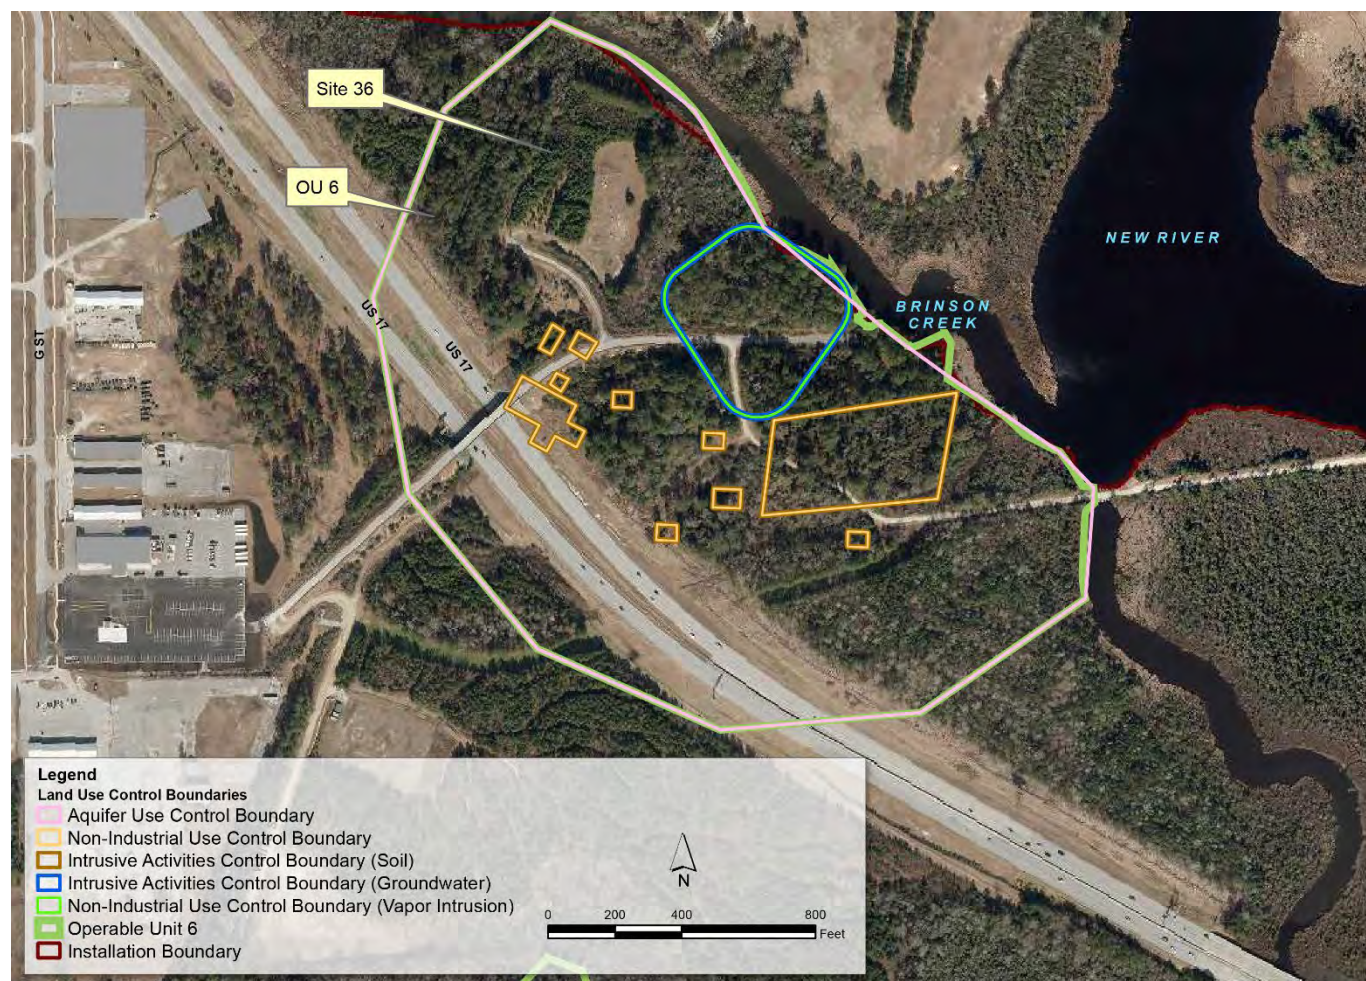 Site 36
OU 6
NEW RIVER
BRINSON
CREEK
G ST
US 17
US 17
Legend
Land Use Control Boundaries
Aquifer Use Control Boundary
Non-Industrial Use Control Boundary
Intrusive Activities Control Boundary (Soil)
Intrusive Activities Control Boundary (Groundwater)
Non-Industrial Use Control Boundary (Vapor Intrusion)
Operable Unit 6
Installation Boundary
N
0 200 400 800
Feet